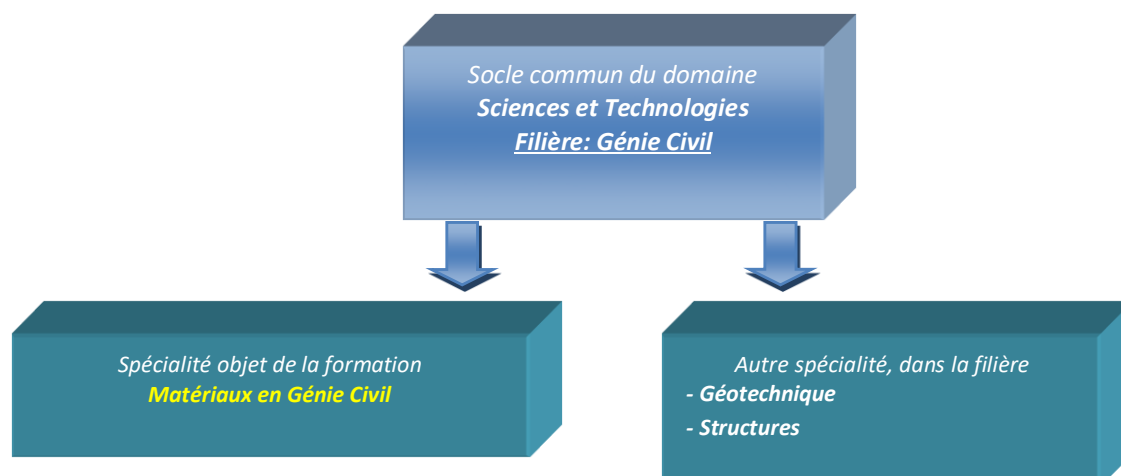 Socle commun du domaine
Sciences et Technologies
Filière: Génie Civil
Spécialité objet de la formation
Matériaux en Génie Civil
Autre spécialité, dans la filière
- Géotechnique
- Structures